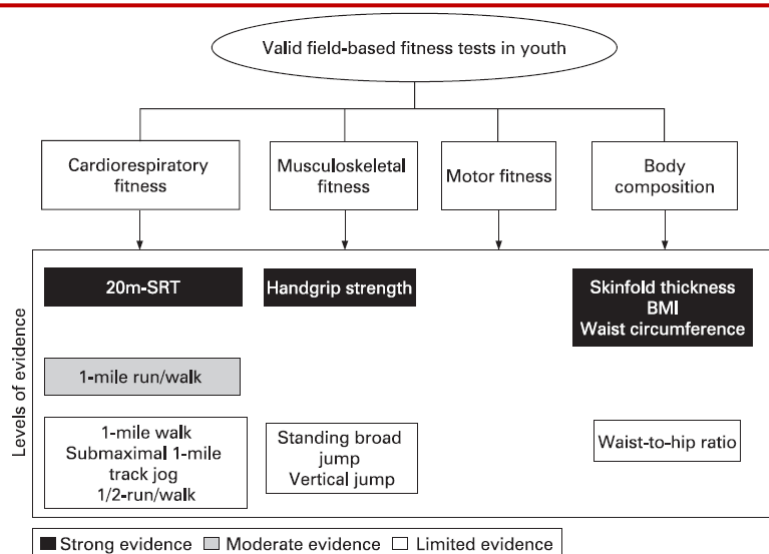 Valid field-based fitness tests in youth
Cardiorespiratory
fitness
Musculoskeletal
fitness
Motor fitness
Body
composition
Levels of evidence
20m-SRT
Handgrip strength
Skinfold thickness
BMI
Waist circumference
1-mile run/walk
1-mile walk
Submaximal 1-mile
track jog
1/2-run/walk
Standing broad
jump
Vertical jump
Waist-to-hip ratio
Strong evidence
Moderate evidence
Limited evidence